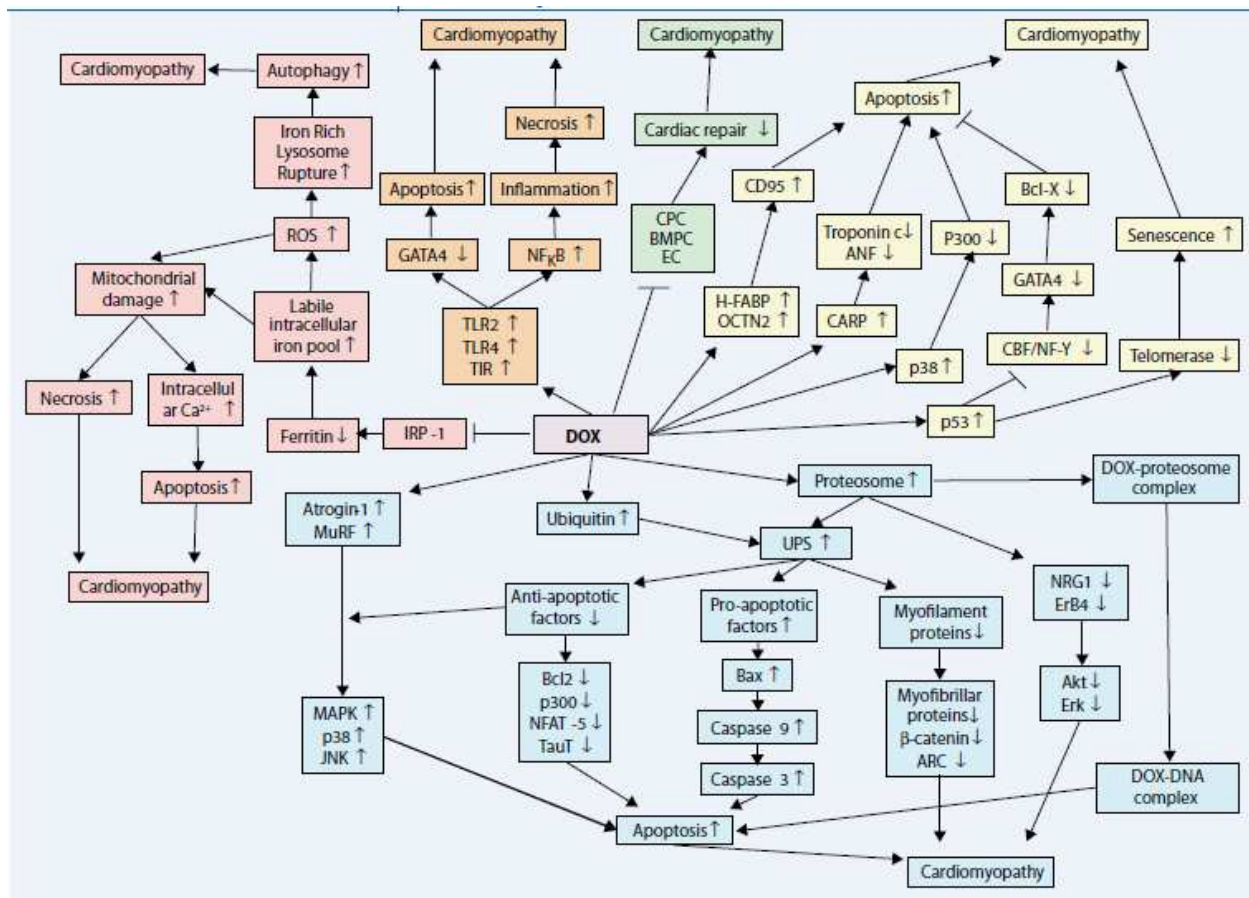 Cardiomyopathy
Cardiomyopathy
Cardiomyopathy
Cardiomyopathy
Autophagy ↑
Iron Rich
Lysosome
Rupture ↑
ROS ↑
Mitochondrial
damage ↑
Labile
intracellular
iron pool ↑
Necrosis ↑
Intracellul
ar Ca²⁺ ↑
Ferritin ↓
IRP -1
Apoptosis ↑
Cardiomyopathy
Necrosis ↑
Apoptosis ↑
Inflammation ↑
GATA4 ↓
NFKB ↑
TLR2 ↑
TLR4 ↑
TIR ↑
Cardiac repair ↓
CPC
BMPC
EC
Apoptosis ↑
CD95 ↑
Bcl-X ↓
Troponin c↓
ANF ↓
P300 ↓
Senescence ↑
GATA4 ↓
H-FABP ↑
OCTN2 ↑
CARP ↑
CBF/NF-Y ↓
Telomerase ↓
p38 ↑
p53 ↑
DOX
Proteosome ↑
DOX-proteosome
complex
Atrogin-1 ↑
MuRF ↑
Ubiquitin ↑
UPS ↑
Anti-apoptotic
factors ↓
Pro-apoptotic
factors ↑
Myofilament
proteins ↓
NRG1 ↓
ErB4 ↓
Bcl2 ↓
p300 ↓
NFAT -5 ↓
TauT ↓
Bax ↑
Caspase 9 ↑
Caspase 3 ↑
Myofibrillar
proteins↓
β-catenin↓
ARC ↓
Akt ↓
Erk ↓
MAPK ↑
p38 ↑
JNK ↑
DOX-DNA
complex
Apoptosis ↑
Cardiomyopathy